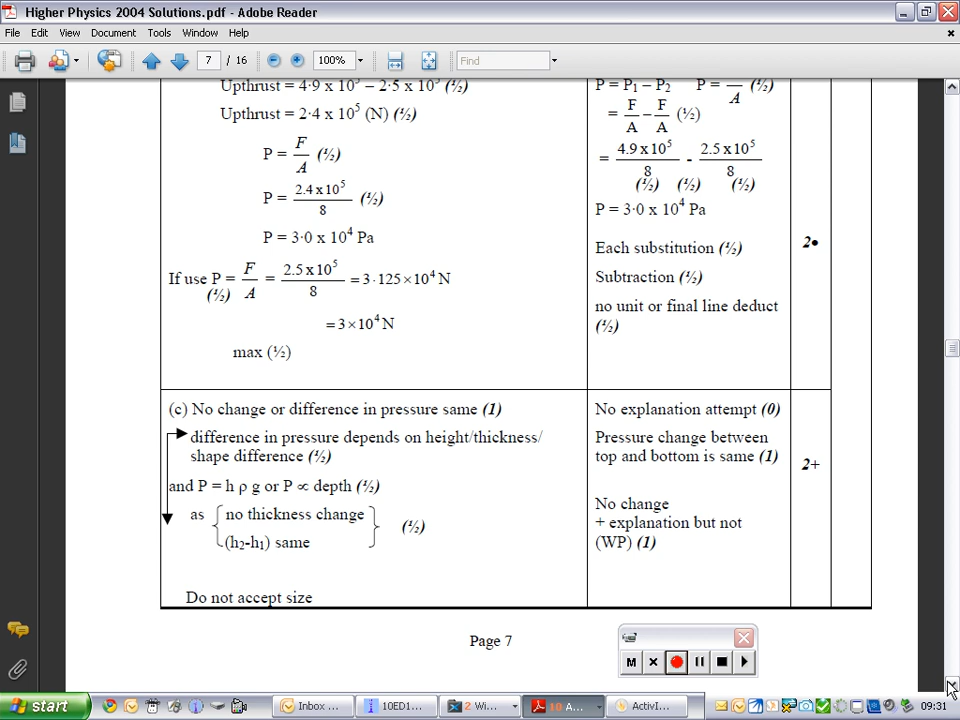 Higher Physics 2004 Solutions.pdf - Adobe Reader
File Edit View Document Tools Window Help
7 / 16 100% Find
Upthrust = 4·9 x 10⁵ – 2·5 x 10⁵ (½)
Upthrust = 2·4 x 10⁵ (N) (½)
P = F/A (½)
P = 2.4 x 10⁵/8 (½)
P = 3·0 x 10⁴ Pa
If use P = F/A = 2.5 x 10⁵/8 = 3·125×10⁴ N
(½)
= 3×10⁴ N
max (½)
P = P₁ – P₂ P = /A (½)
= F/A – F/A (½)
= 4.9 x 10⁵/8 - 2.5 x 10⁵/8
(½) (½) (½)
P = 3·0 x 10⁴ Pa
Each substitution (½)
Subtraction (½)
no unit or final line deduct
(½)
2•
(c) No change or difference in pressure same (1)
difference in pressure depends on height/thickness/
shape difference (½)
and P = h ρ g or P ∝ depth (½)
as { no thickness change } (½)
(h₂-h₁) same
Do not accept size
No explanation attempt (0)
Pressure change between
top and bottom is same (1)
No change
+ explanation but not
(WP) (1)
2+
Page 7
M
start Inbox ... 10ED1... 2 Wi... 10 A... ActivI... 09:31